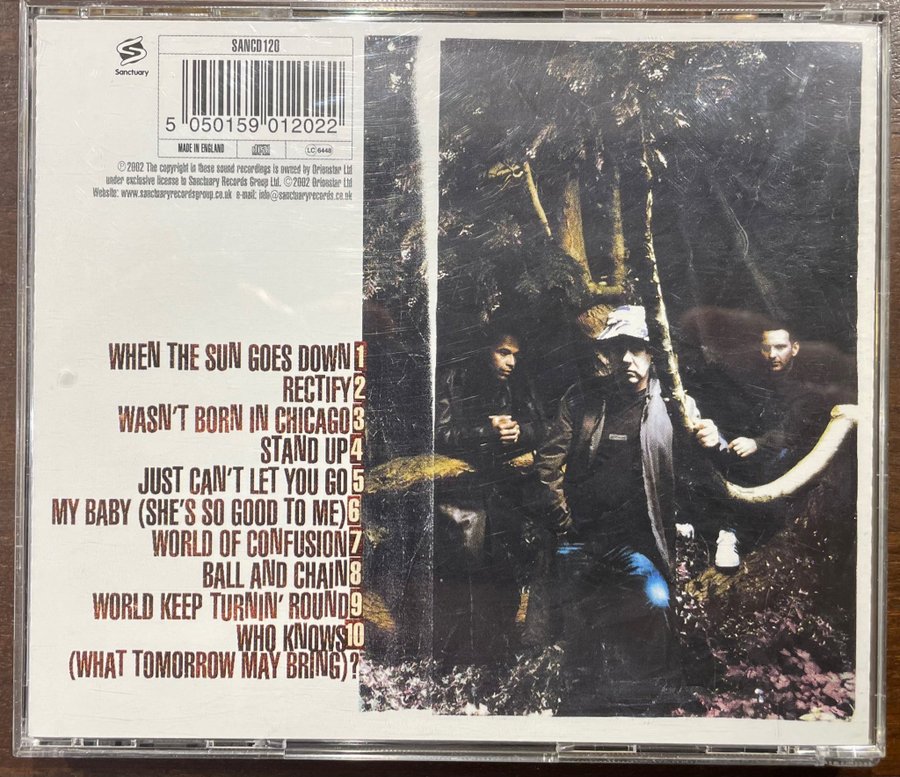 Sanctuary
SANCD120
5 050159 012022
MADE IN ENGLAND
LC 6448
℗ 2002 The copyright in these sound recordings is owned by Orionstar Ltd
under exclusive license to Sanctuary Records Group Ltd. © 2002 Orionstar Ltd
Website: www.sanctuaryrecordsgroup.co.uk e-mail: info@sanctuaryrecords.co.uk
WHEN THE SUN GOES DOWN 1
RECTIFY 2
WASN'T BORN IN CHICAGO 3
STAND UP 4
JUST CAN'T LET YOU GO 5
MY BABY (SHE'S SO GOOD TO ME) 6
WORLD OF CONFUSION 7
BALL AND CHAIN 8
WORLD KEEP TURNIN' ROUND 9
WHO KNOWS 10
(WHAT TOMORROW MAY BRING)?